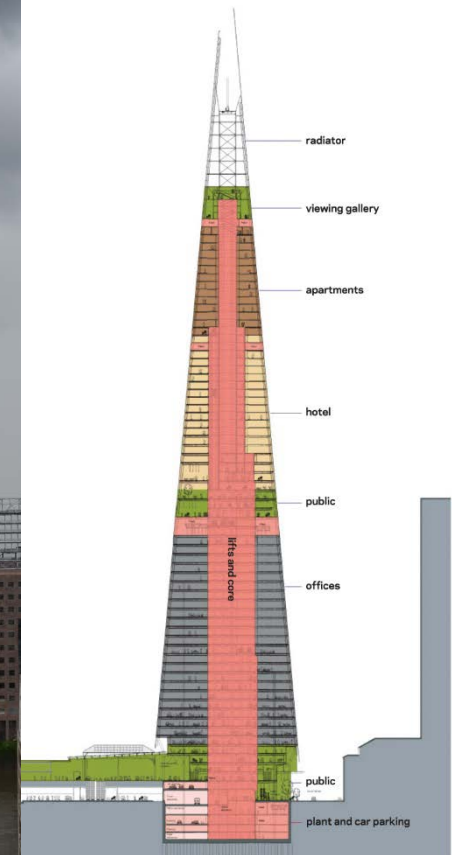 radiator
viewing gallery
apartments
hotel
public
lifts and core
offices
public
plant and car parking